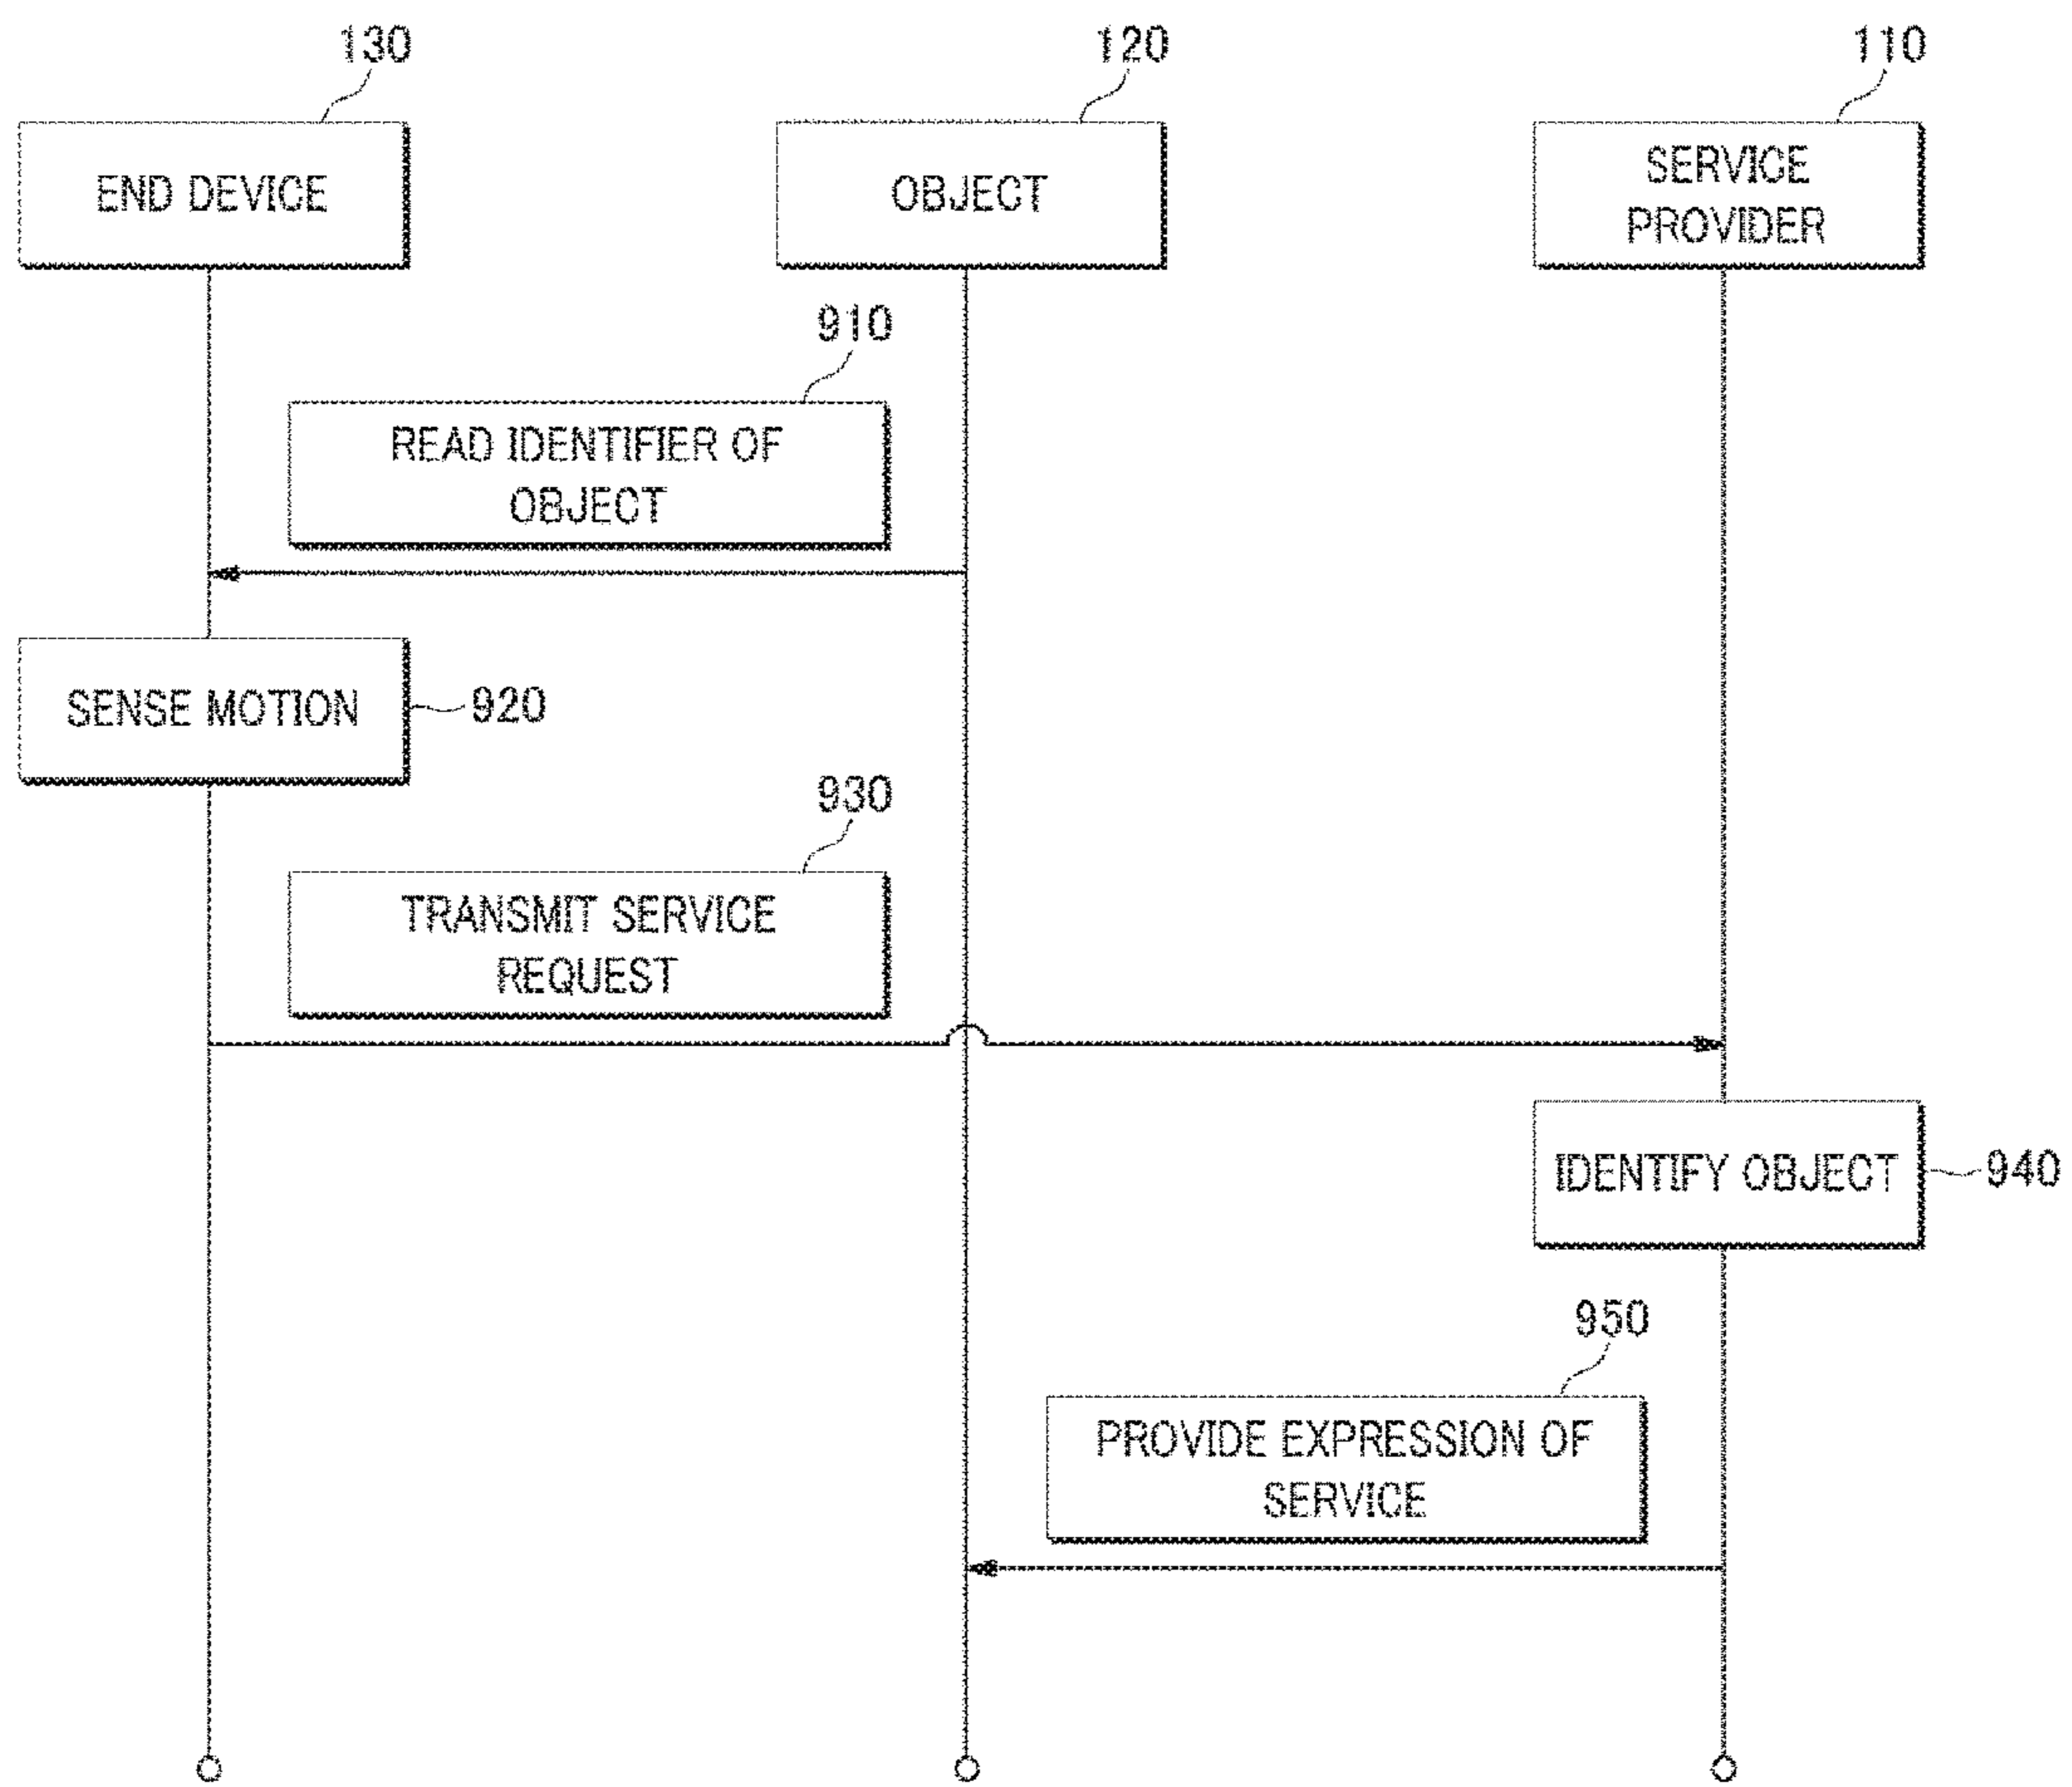 130
120
110
END DEVICE
OBJECT
SERVICE
PROVIDER
910
READ IDENTIFIER OF
OBJECT
SENSE MOTION
920
930
TRANSMIT SERVICE
REQUEST
IDENTIFY OBJECT
940
950
PROVIDE EXPRESSION OF
SERVICE